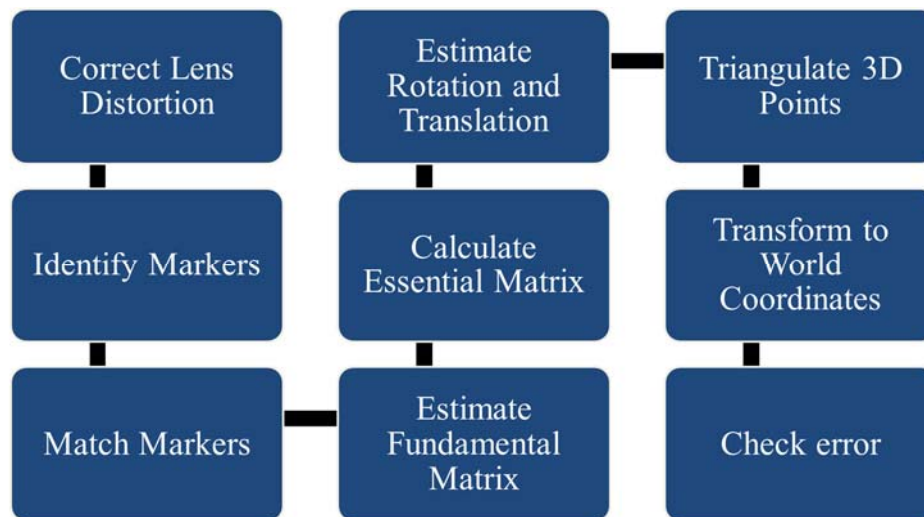 Correct Lens
Distortion
Identify Markers
Match Markers
Estimate
Fundamental
Matrix
Calculate
Essential Matrix
Estimate
Rotation and
Translation
Triangulate 3D
Points
Transform to
World
Coordinates
Check error